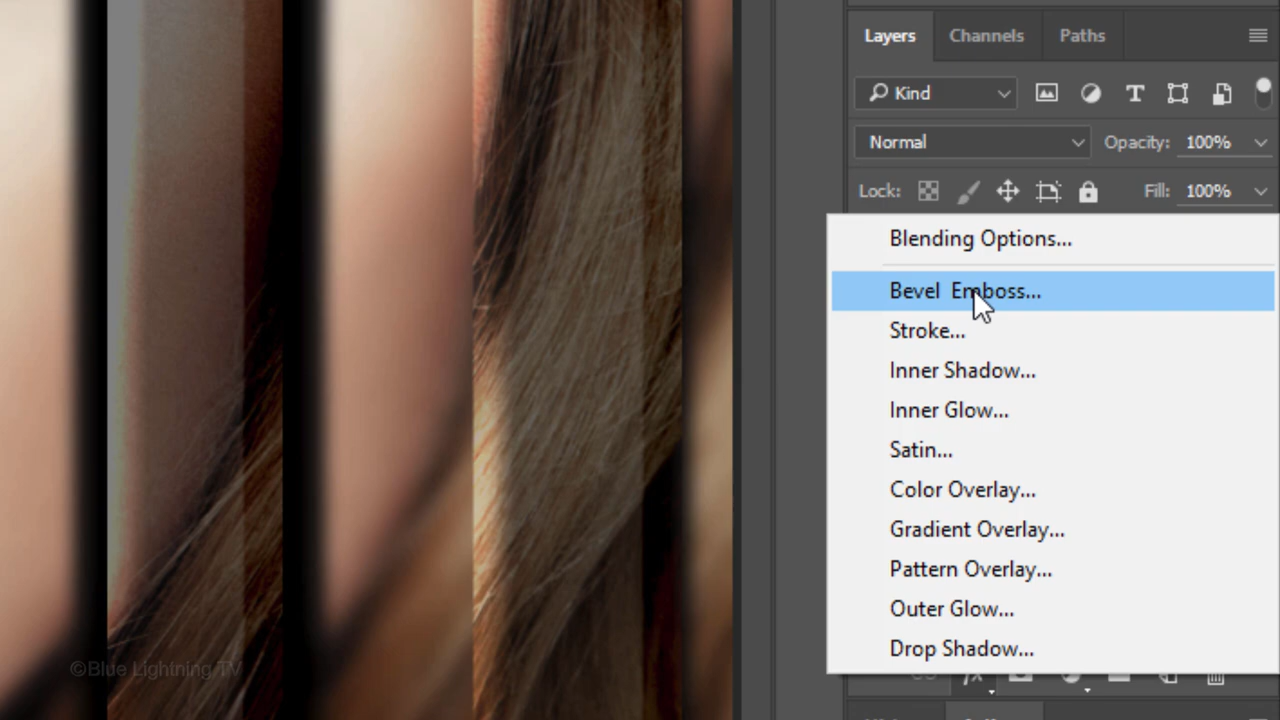 Layers Channels Paths
Kind
Normal Opacity: 100%
Lock: Fill: 100%
Blending Options...
Bevel  Emboss...
Stroke...
Inner Shadow...
Inner Glow...
Satin...
Color Overlay...
Gradient Overlay...
Pattern Overlay...
Outer Glow...
Drop Shadow...
©Blue Lightning TV
fx